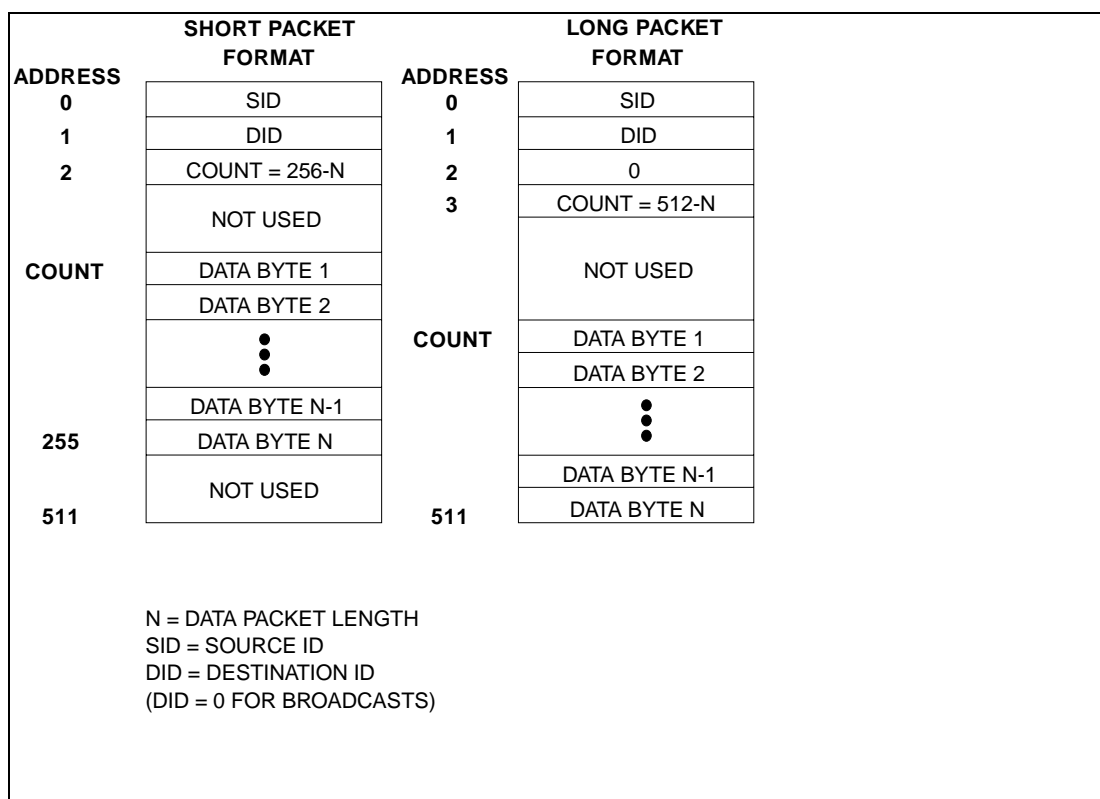 SHORT PACKET
FORMAT
ADDRESS
0
SID
1
DID
2
COUNT = 256-N
NOT USED
COUNT
DATA BYTE 1
DATA BYTE 2
DATA BYTE N-1
255
DATA BYTE N
NOT USED
511
LONG PACKET
FORMAT
ADDRESS
0
SID
1
DID
2
0
3
COUNT = 512-N
NOT USED
COUNT
DATA BYTE 1
DATA BYTE 2
DATA BYTE N-1
511
DATA BYTE N
N = DATA PACKET LENGTH
SID = SOURCE ID
DID = DESTINATION ID
(DID = 0 FOR BROADCASTS)